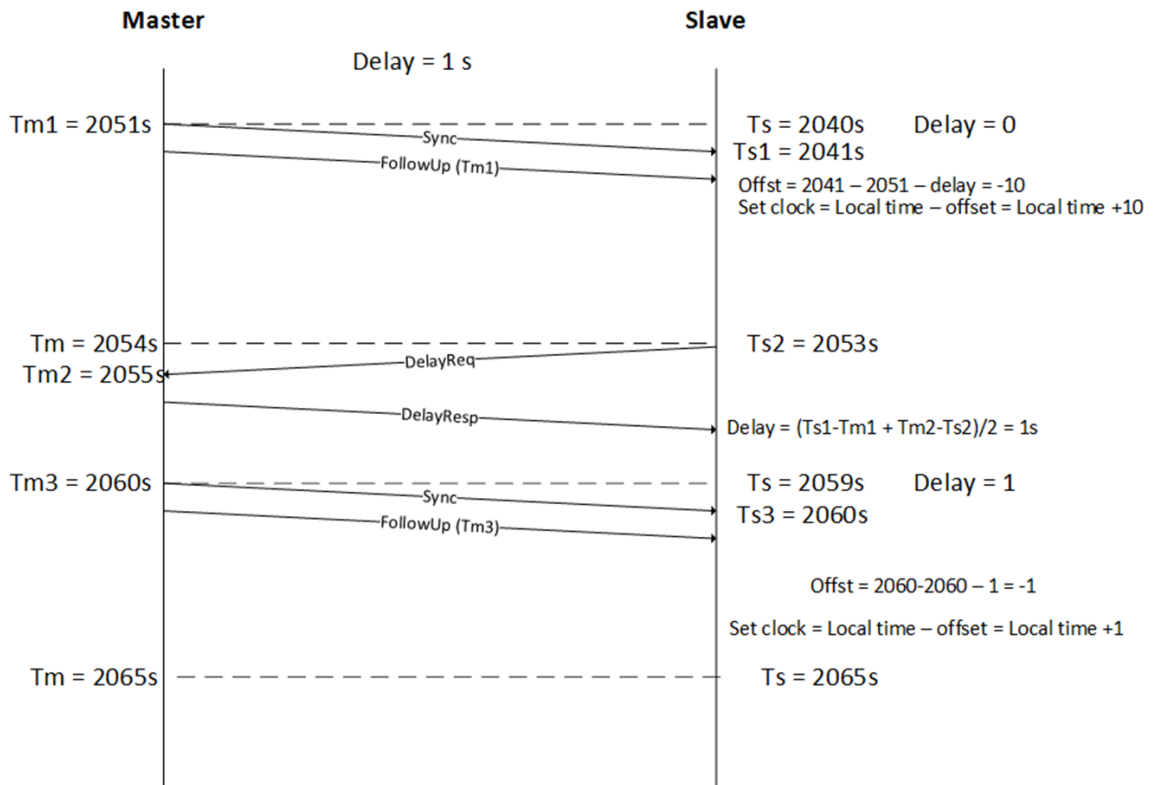 Master
Slave
Delay = 1 s
Tm1 = 2051s
Ts = 2040s
Delay = 0
Sync
Ts1 = 2041s
FollowUp (Tm1)
Offst = 2041 – 2051 – delay = -10
Set clock = Local time – offset = Local time +10
Tm = 2054s
Ts2 = 2053s
DelayReq
Tm2 = 2055s
DelayResp
Delay = (Ts1-Tm1 + Tm2-Ts2)/2 = 1s
Tm3 = 2060s
Ts = 2059s
Delay = 1
Sync
Ts3 = 2060s
FollowUp (Tm3)
Offst = 2060-2060 – 1 = -1
Set clock = Local time – offset = Local time +1
Tm = 2065s
Ts = 2065s